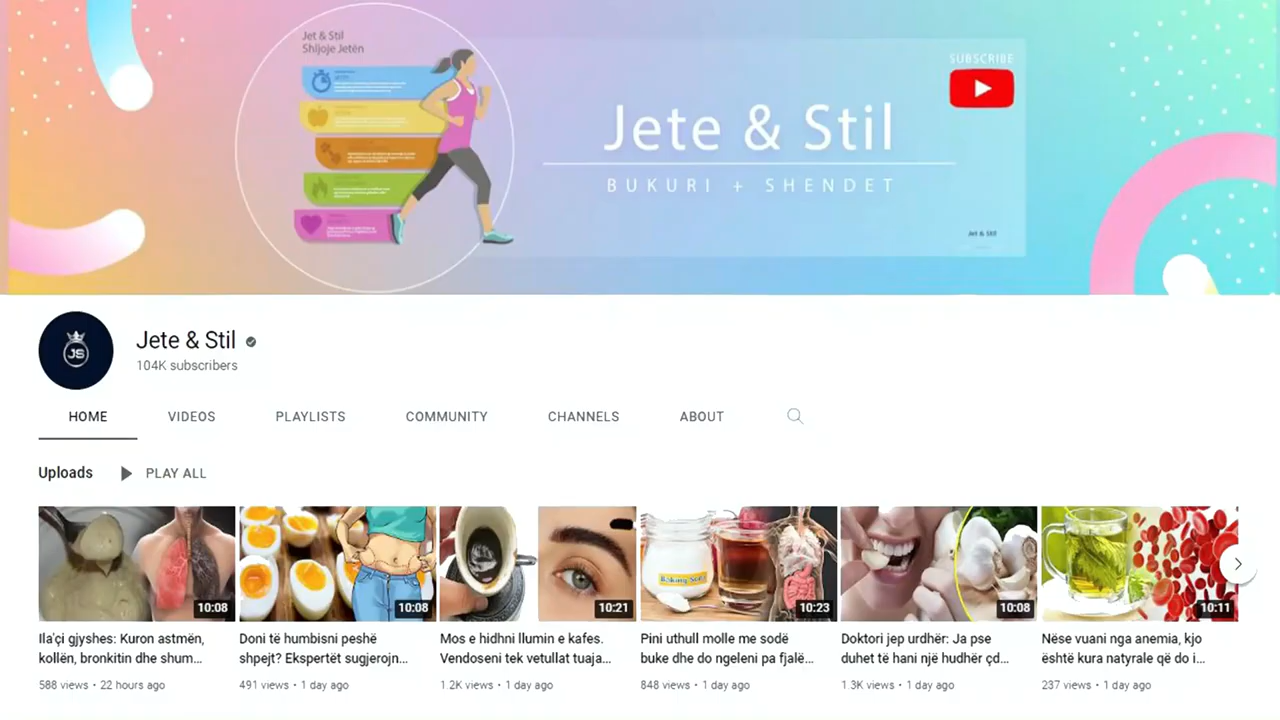 Jet & Stil
Shijoje Jetën
SUBSCRIBE
Jete & Stil
BUKURI + SHENDET
Jet & Stil
JS
Jete & Stil
104K subscribers
HOME VIDEOS PLAYLISTS COMMUNITY CHANNELS ABOUT
Uploads PLAY ALL
Baking Soda
10:08 10:08 10:21 10:23 10:08 10:11
Ila'çi gjyshes: Kuron astmën,
kollën, bronkitin dhe shum...
588 views • 22 hours ago
Doni të humbisni peshë
shpejt? Ekspertët sugjerojn...
491 views • 1 day ago
Mos e hidhni llumin e kafes.
Vendoseni tek vetullat tuaja...
1.2K views • 1 day ago
Pini uthull molle me sodë
buke dhe do ngeleni pa fjalë...
848 views • 1 day ago
Doktori jep urdhër: Ja pse
duhet të hani një hudhër çd...
1.3K views • 1 day ago
Nëse vuani nga anemia, kjo
është kura natyrale që do i...
237 views • 1 day ago